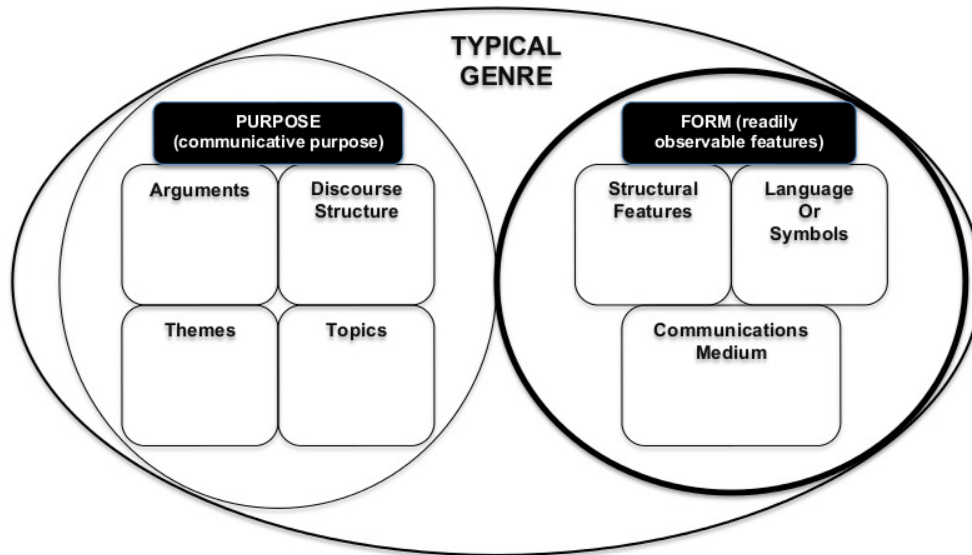 TYPICAL
GENRE
PURPOSE
(communicative purpose)
Arguments
Discourse
Structure
Themes
Topics
FORM (readily
observable features)
Structural
Features
Language
Or
Symbols
Communications
Medium